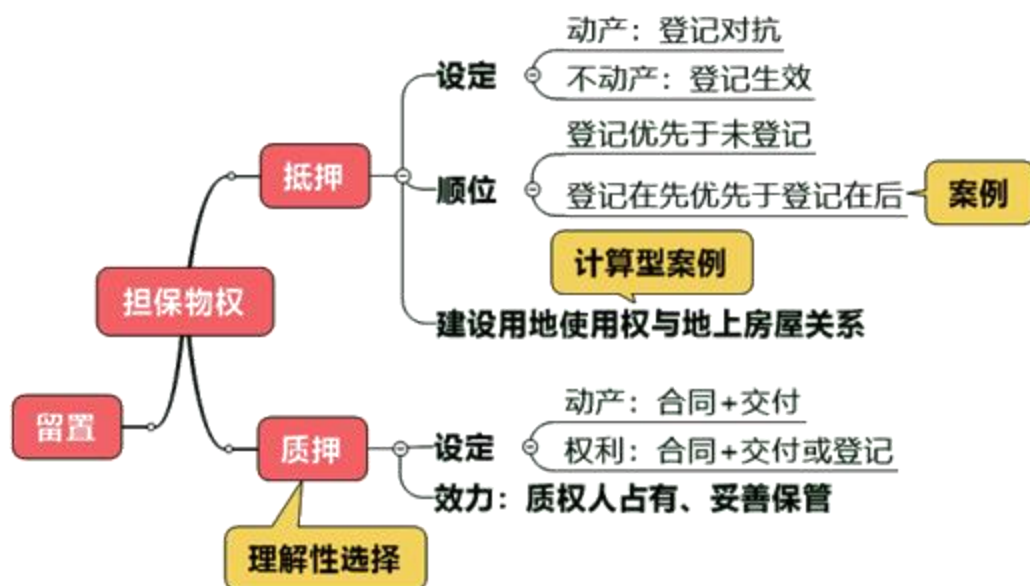 担保物权
抵押
设定
动产：登记对抗
不动产：登记生效
顺位
登记优先于未登记
登记在先优先于登记在后
案例
计算型案例
建设用地使用权与地上房屋关系
质押
设定
动产：合同+交付
权利：合同+交付或登记
效力：质权人占有、妥善保管
理解性选择
留置